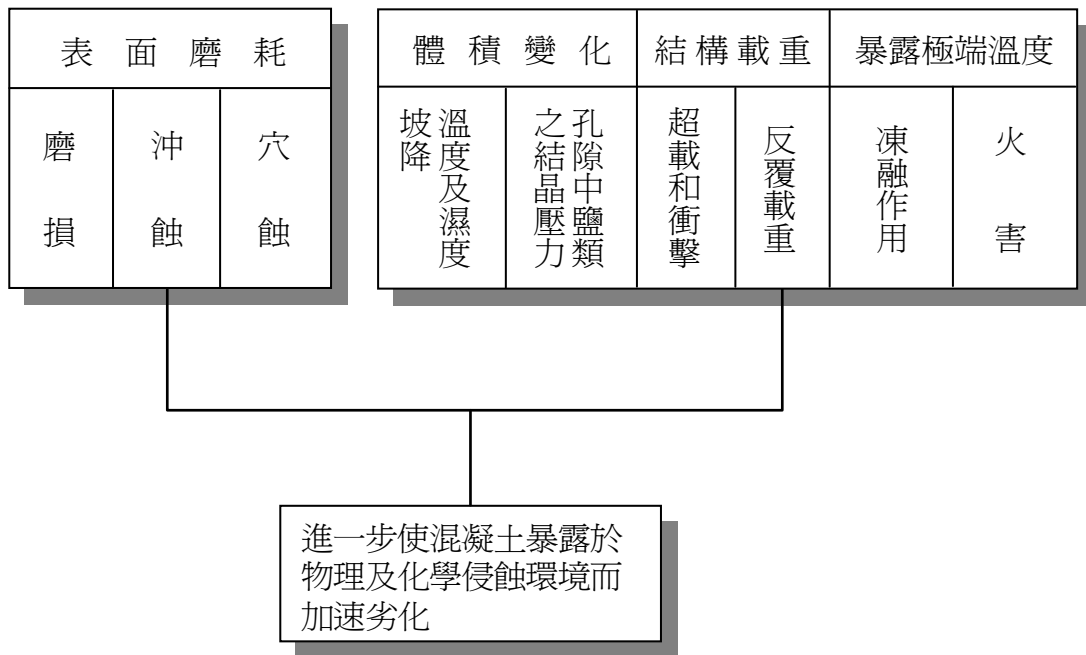 表面磨耗
磨損
沖蝕
穴蝕
體積變化
結構載重
暴露極端溫度
溫度及濕度
坡降
孔隙中鹽類
之結晶壓力
超載和衝擊
反覆載重
凍融作用
火害
進一步使混凝土暴露於
物理及化學侵蝕環境而
加速劣化